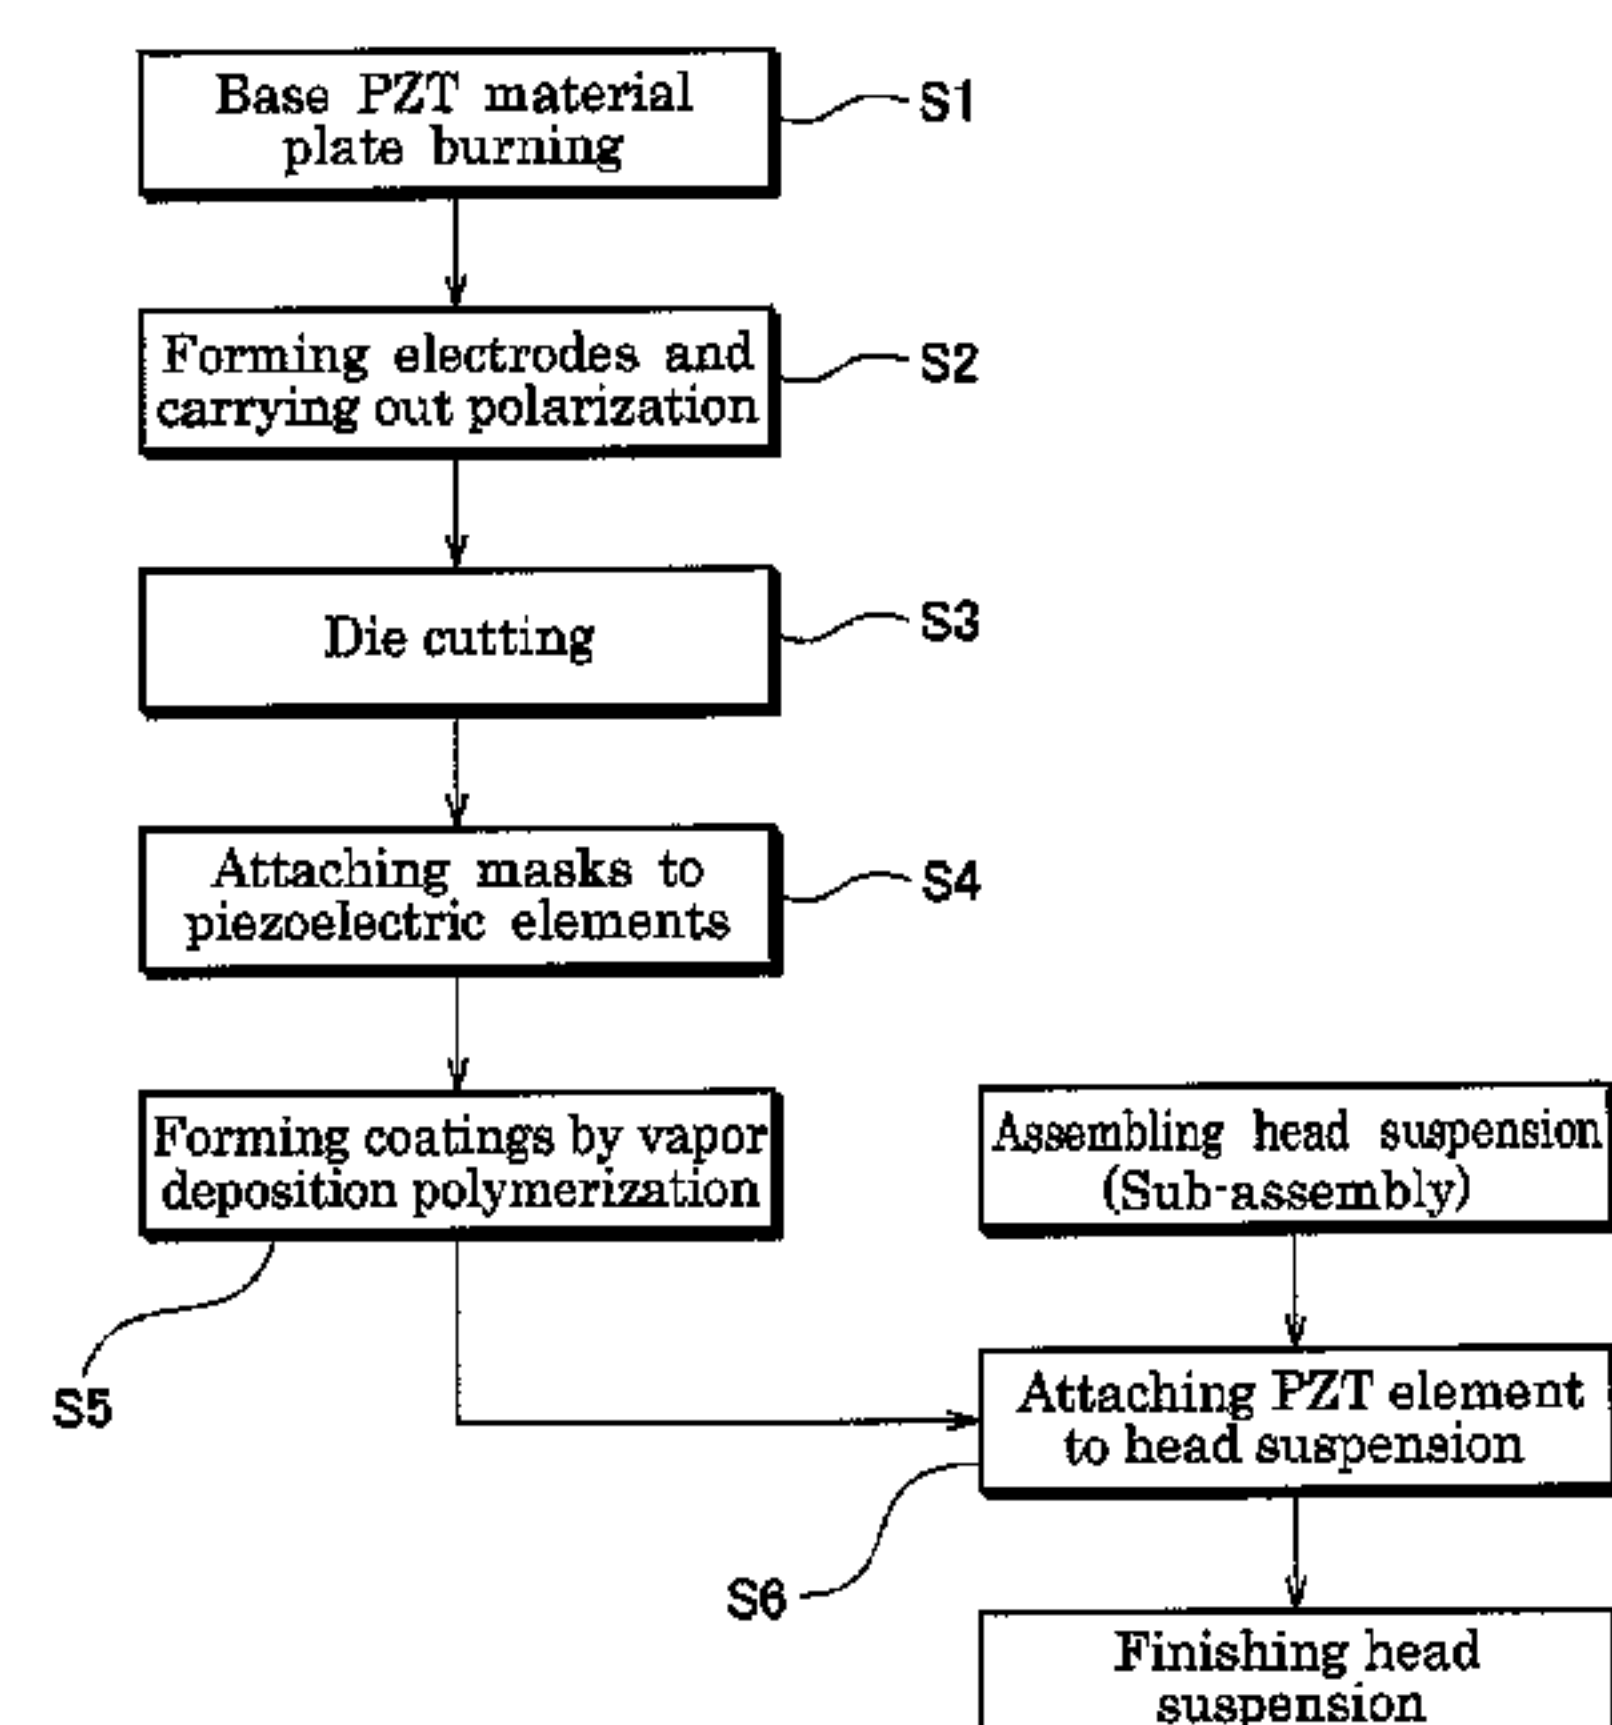 Base PZT material
plate burning
S1
Forming electrodes and
carrying out polarization
S2
Die cutting
S3
Attaching masks to
piezoelectric elements
S4
Forming coatings by vapor
deposition polymerization
S5
Assembling head suspension
(Sub-assembly)
Attaching PZT element
to head suspension
S6
Finishing head
suspension